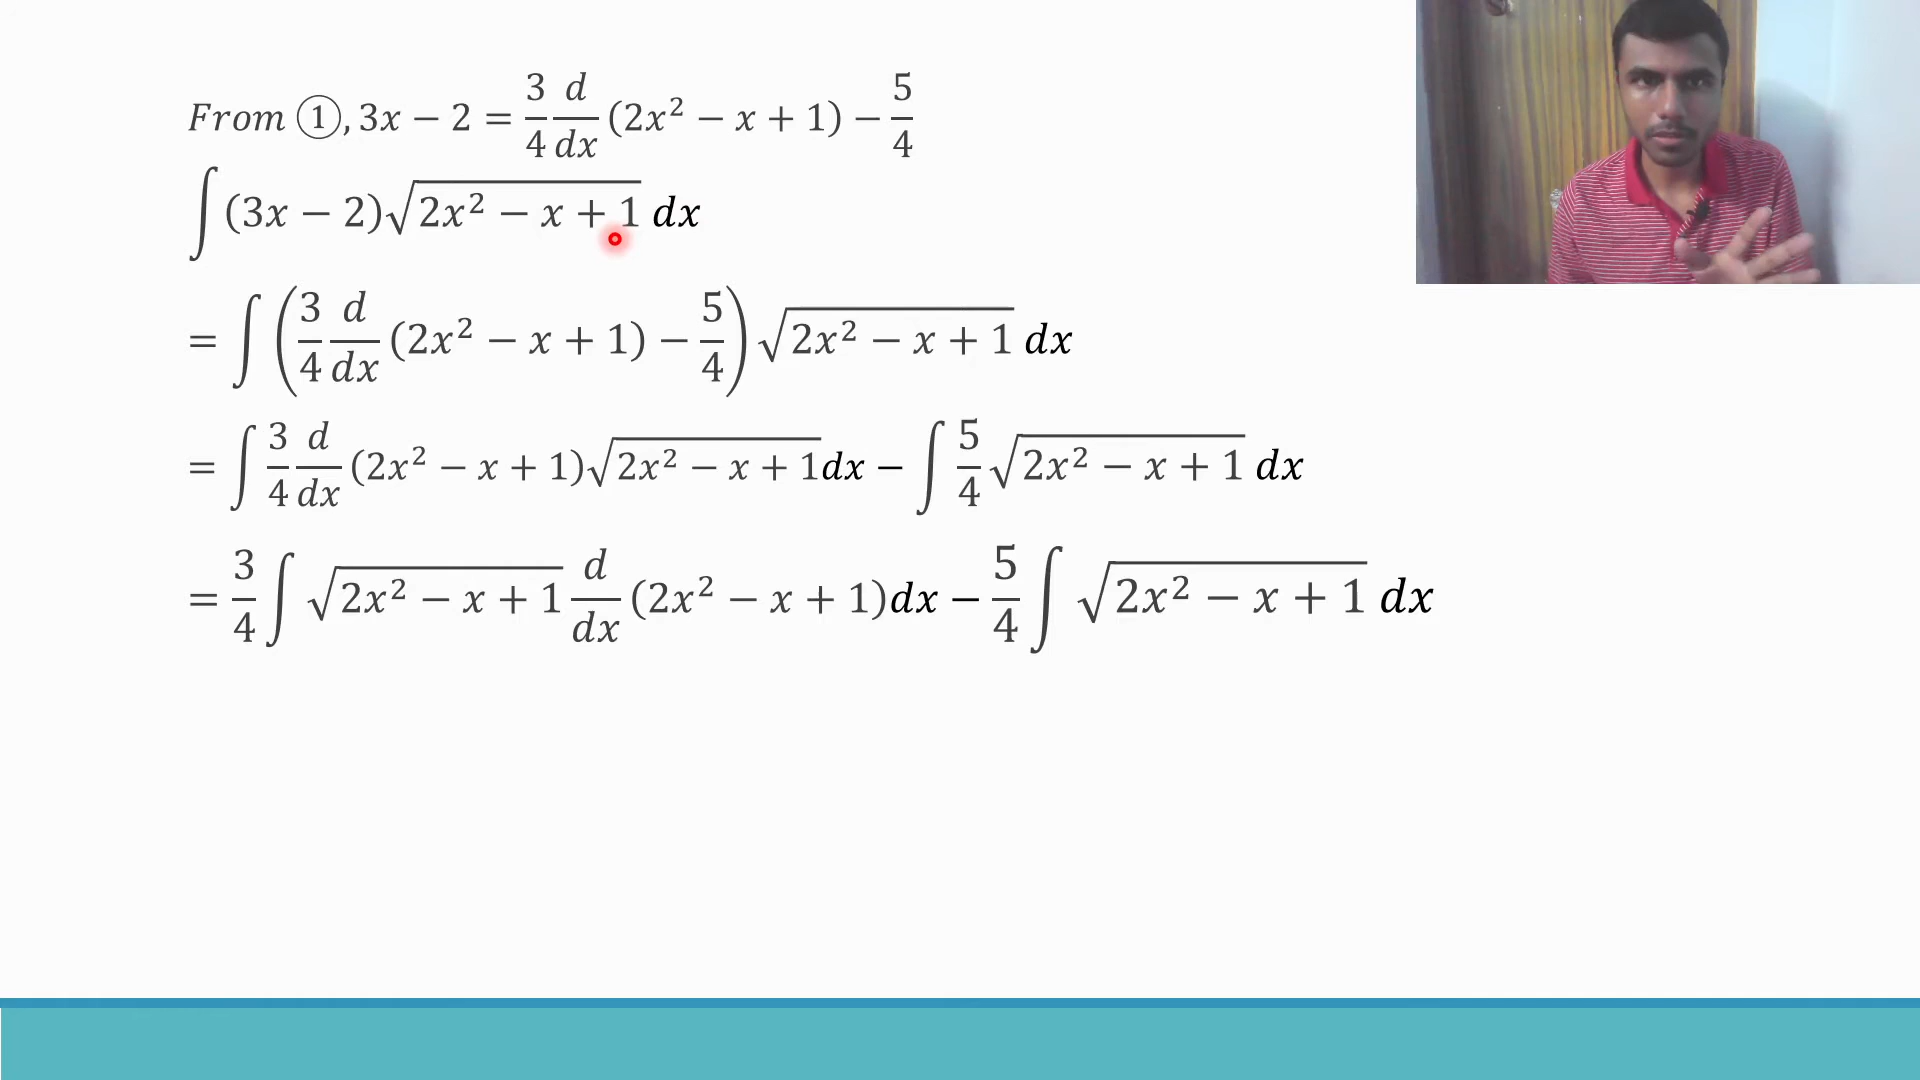 From ①, 3x − 2 = 3/4 d/dx (2x² − x + 1) − 5/4
∫ (3x − 2)√(2x² − x + 1) dx
= ∫ (3/4 d/dx (2x² − x + 1) − 5/4) √(2x² − x + 1) dx
= ∫ 3/4 d/dx (2x² − x + 1)√(2x² − x + 1)dx − ∫ 5/4 √(2x² − x + 1) dx
= 3/4 ∫ √(2x² − x + 1) d/dx (2x² − x + 1)dx − 5/4 ∫ √(2x² − x + 1) dx